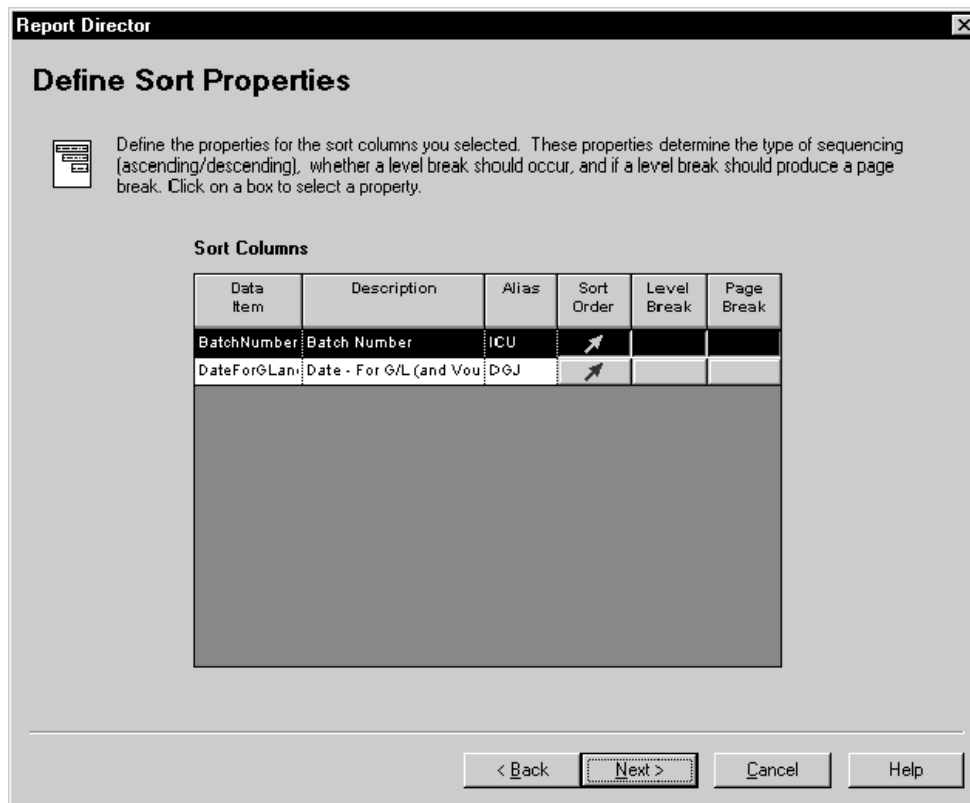 Report Director
Define Sort Properties
Define the properties for the sort columns you selected. These properties determine the type of sequencing
(ascending/descending), whether a level break should occur, and if a level break should produce a page
break. Click on a box to select a property.
Sort Columns
Data Item Description Alias Sort Order Level Break Page Break
BatchNumber Batch Number ICU
DateForGLan Date - For G/L (and Vou DGJ
< Back Next > Cancel Help